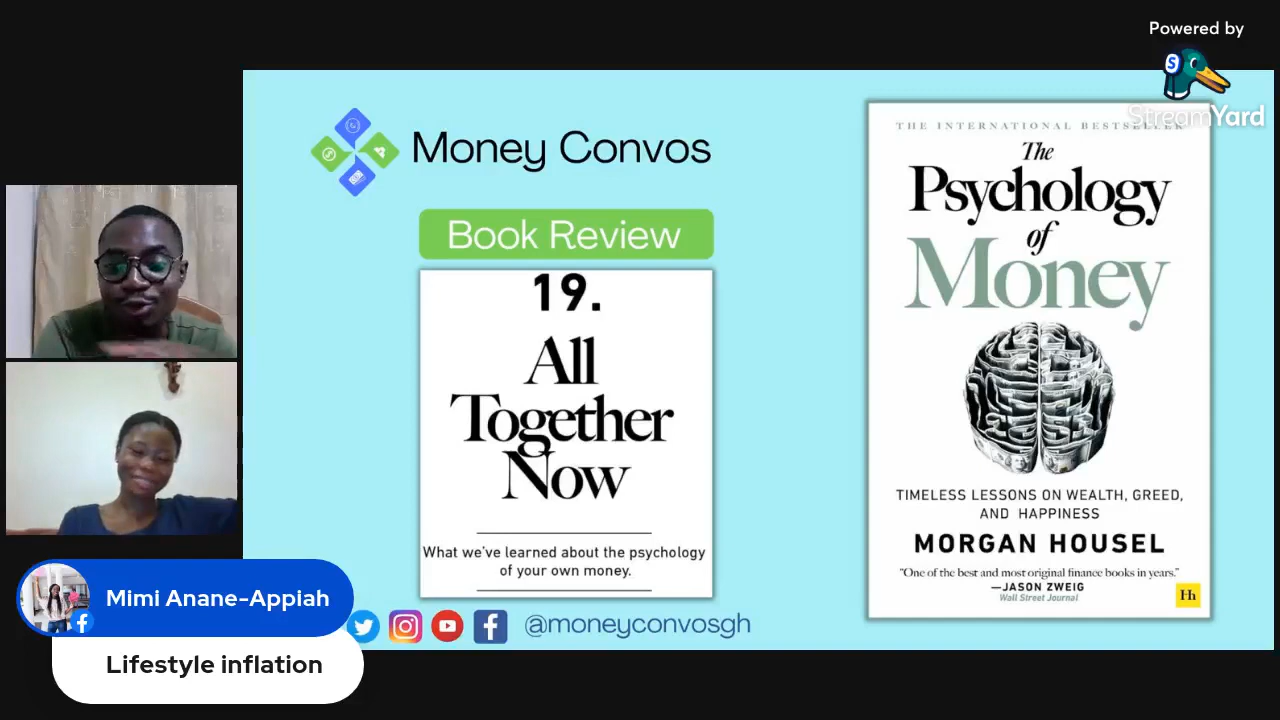 Powered by
StreamYard
Money Convos
Book Review
19.
All
Together
Now
What we've learned about the psychology
of your own money.
THE INTERNATIONAL BESTSELLER
The
Psychology
of
Money
TIMELESS LESSONS ON WEALTH, GREED,
AND HAPPINESS
MORGAN HOUSEL
“One of the best and most original finance books in years.”
—JASON ZWEIG
Wall Street Journal
Hh
@moneyconvosgh
Mimi Anane-Appiah
Lifestyle inflation